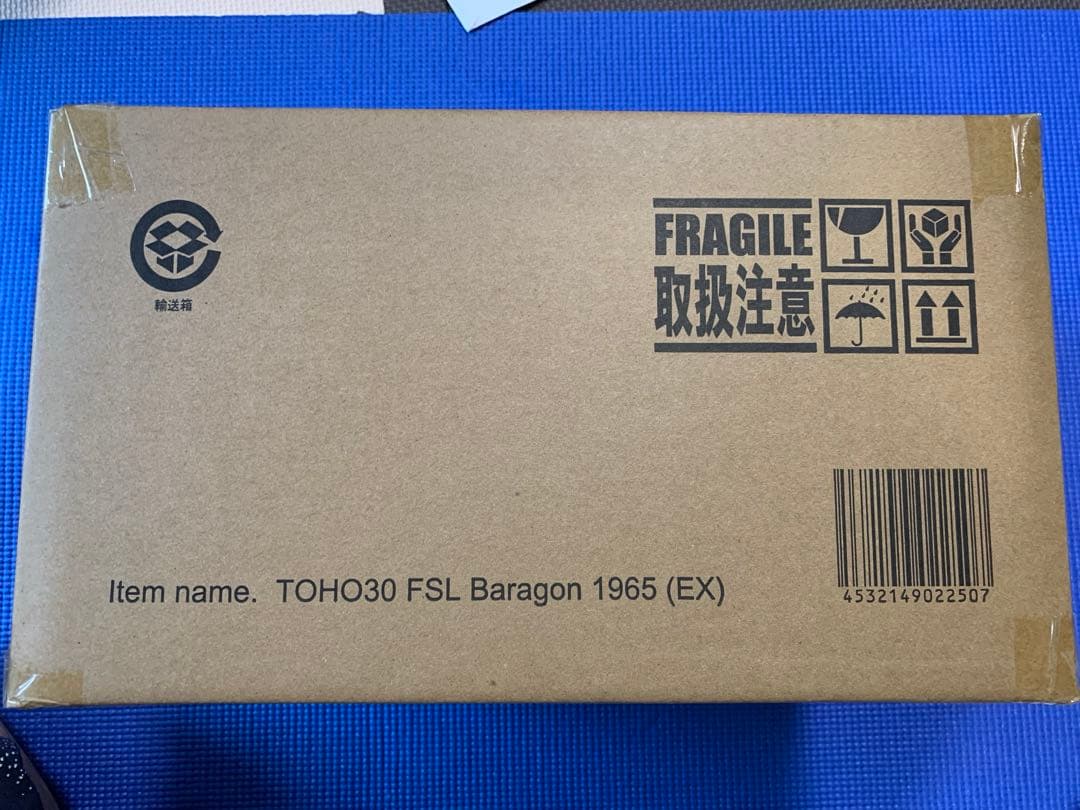 輸送箱
FRAGILE
取扱注意
Item name. TOHO30 FSL Baragon 1965 (EX)
4532149022507